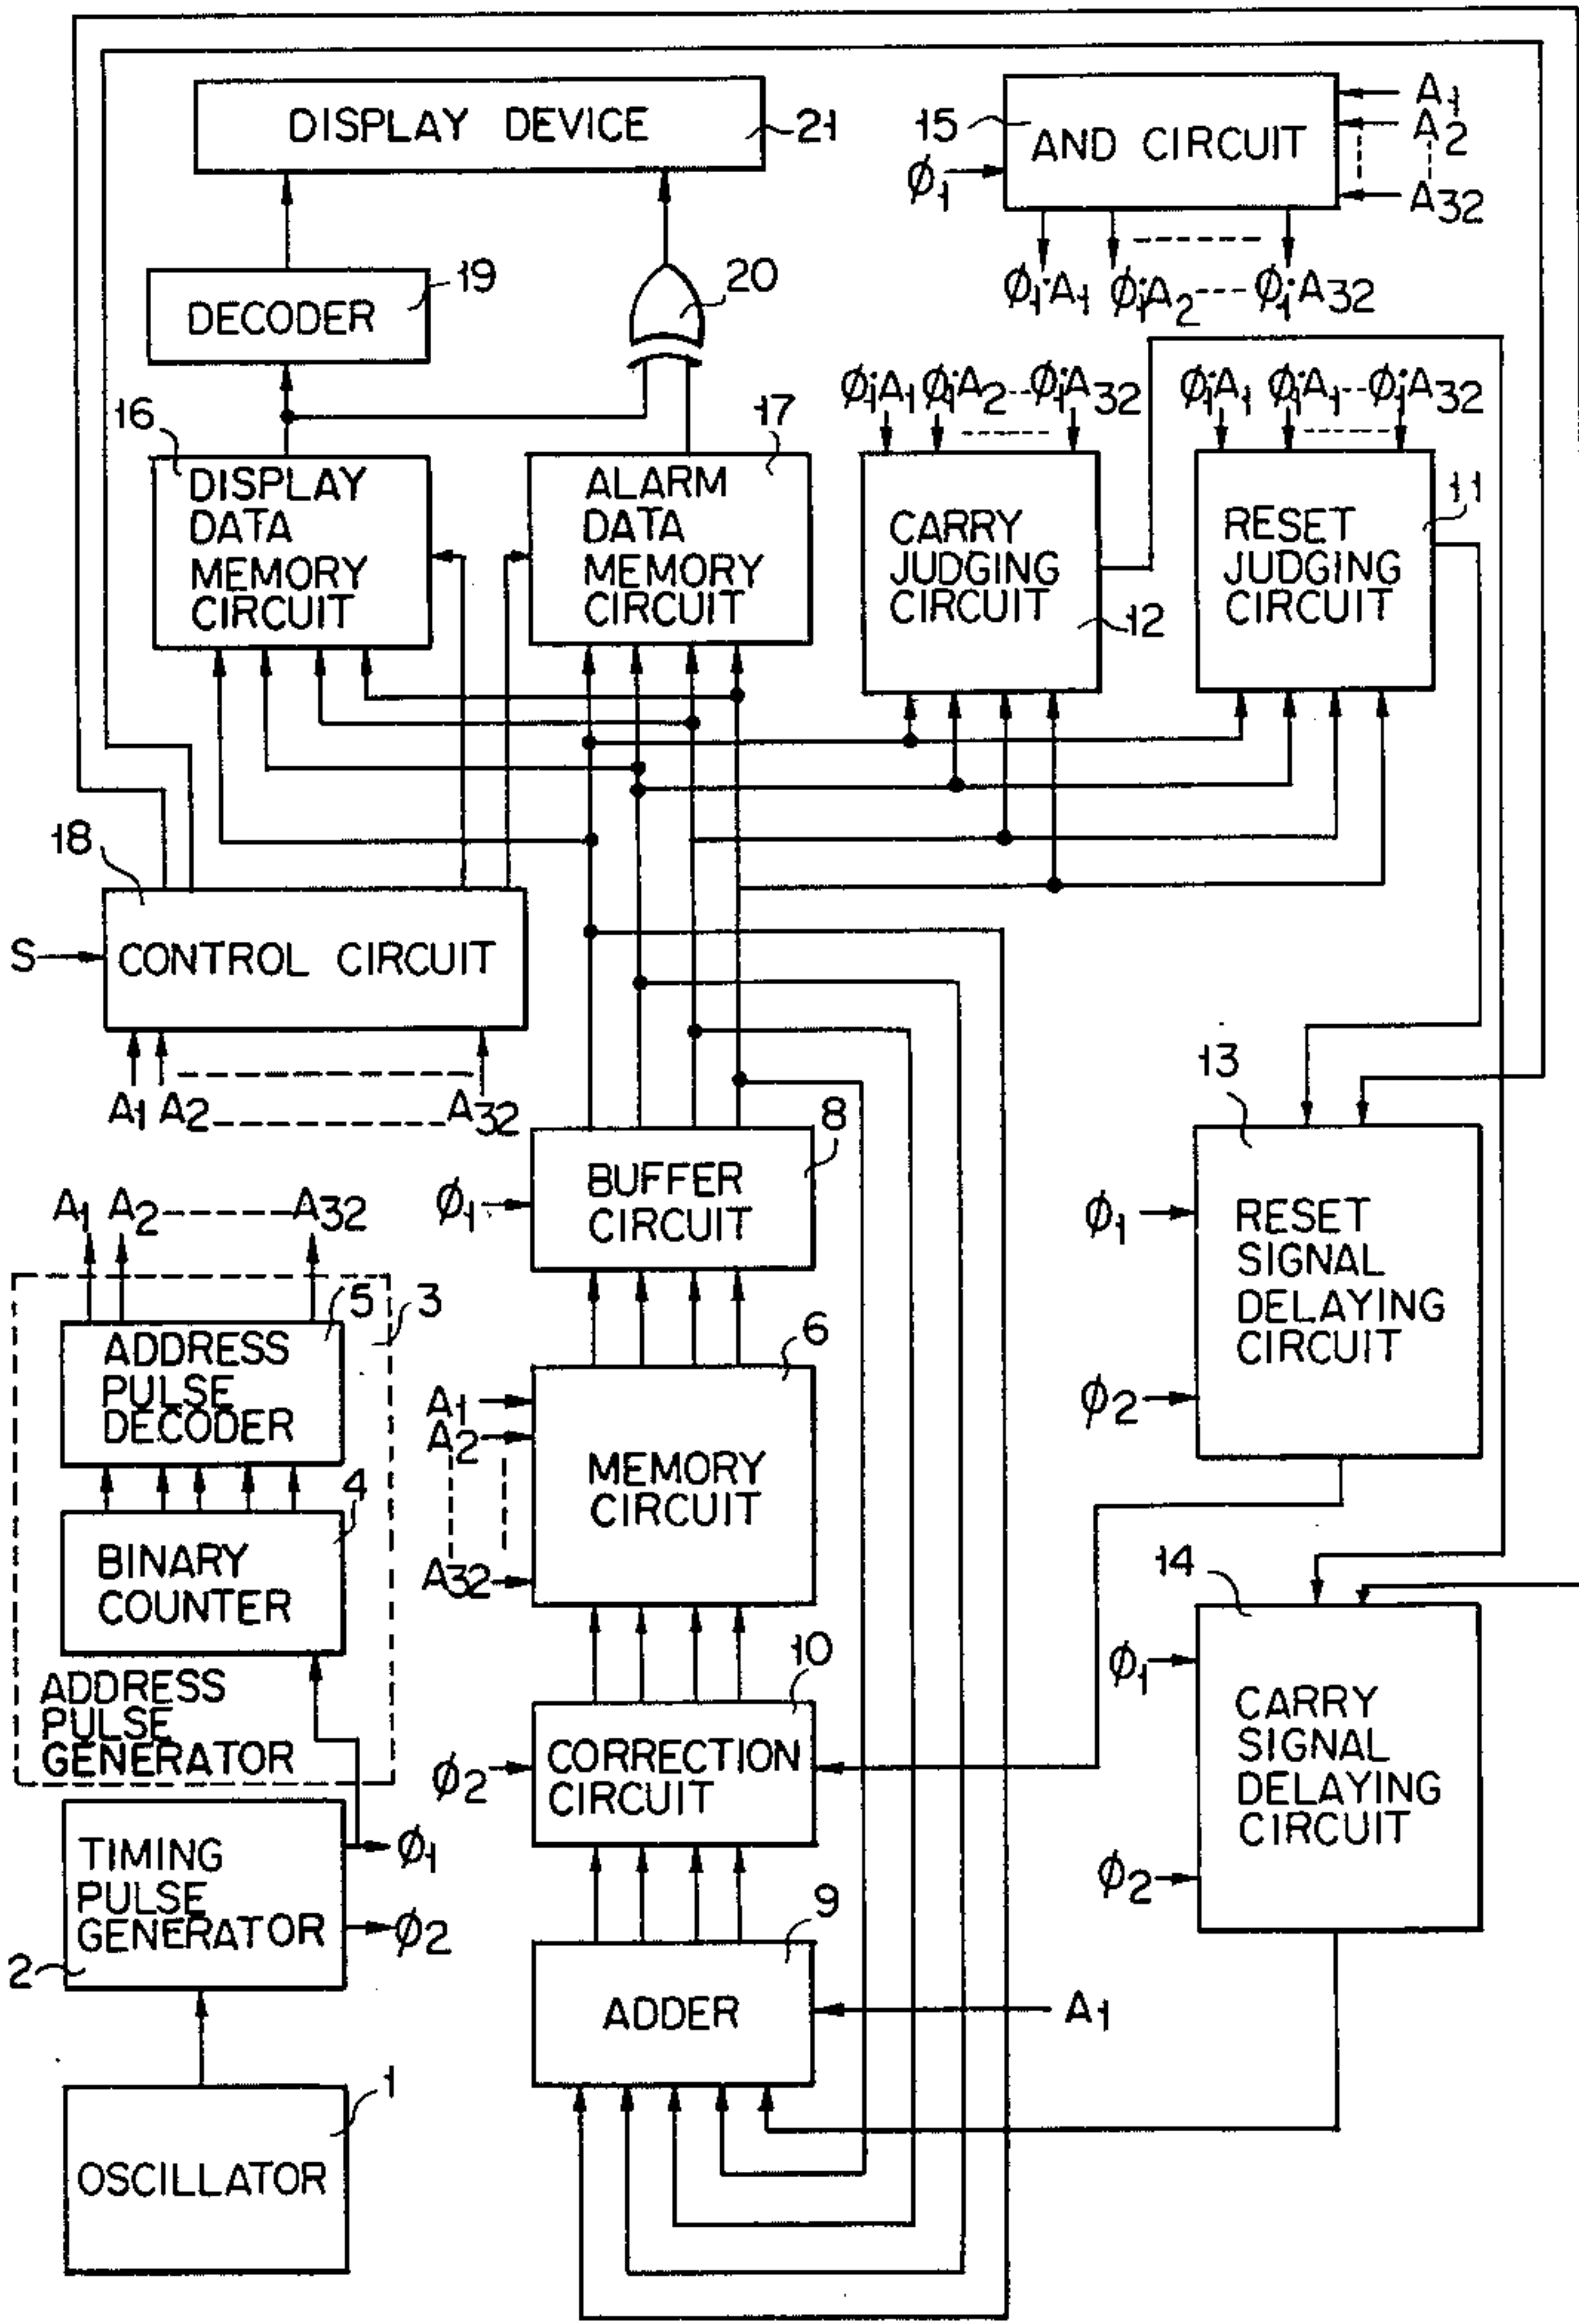 DISPLAY DEVICE
21
15
AND CIRCUIT
A1
A2
A32
ϕ1
ϕ1·A1 ϕ1·A2---ϕ1·A32
DECODER
19
20
16
DISPLAY
DATA
MEMORY
CIRCUIT
17
ALARM
DATA
MEMORY
CIRCUIT
ϕ1·A1 ϕ1·A2--ϕ1·A32
CARRY
JUDGING
CIRCUIT
12
ϕ1·A1 ϕ1·A1--ϕ1·A32
RESET
JUDGING
CIRCUIT
11
18
S
CONTROL CIRCUIT
A1 A2------A32
8
ϕ1
BUFFER
CIRCUIT
13
ϕ1
RESET
SIGNAL
DELAYING
CIRCUIT
ϕ2
A1 A2------A32
5
3
ADDRESS
PULSE
DECODER
4
BINARY
COUNTER
ADDRESS
PULSE
GENERATOR
6
A1
A2
A32
MEMORY
CIRCUIT
10
ϕ2
CORRECTION
CIRCUIT
14
ϕ1
CARRY
SIGNAL
DELAYING
CIRCUIT
ϕ2
TIMING
PULSE
GENERATOR
2
ϕ1
ϕ2
9
ADDER
A1
1
OSCILLATOR